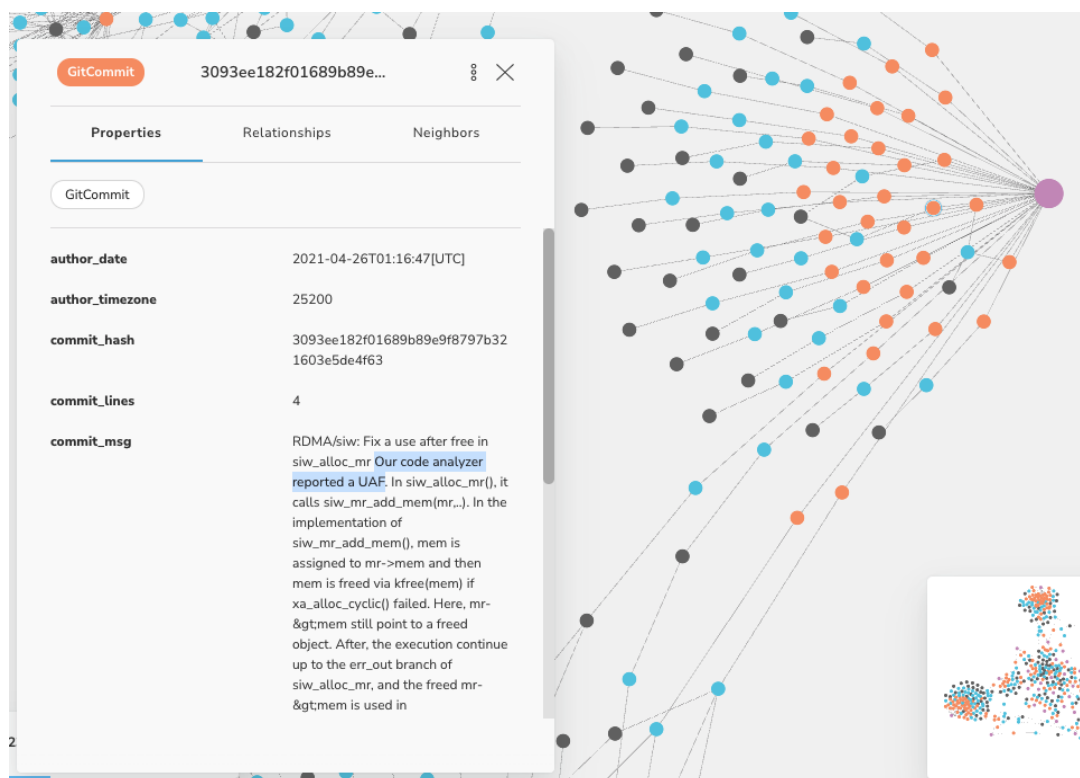 GitCommit 3093ee182f01689b89e...
Properties Relationships Neighbors
GitCommit
author_date 2021-04-26T01:16:47[UTC]
author_timezone 25200
commit_hash 3093ee182f01689b89e9f8797b32
1603e5de4f63
commit_lines 4
commit_msg RDMA/siw: Fix a use after free in
siw_alloc_mr Our code analyzer
reported a UAF. In siw_alloc_mr(), it
calls siw_mr_add_mem(mr,..). In the
implementation of
siw_mr_add_mem(), mem is
assigned to mr->mem and then
mem is freed via kfree(mem) if
xa_alloc_cyclic() failed. Here, mr-
&gt;mem still point to a freed
object. After, the execution continue
up to the err_out branch of
siw_alloc_mr, and the freed mr-
&gt;mem is used in
2